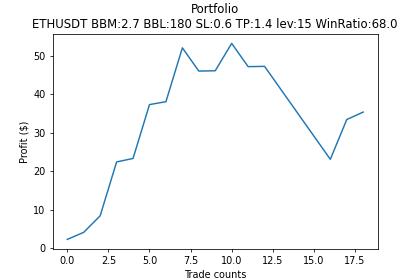 Portfolio
ETHUSDT BBM:2.7 BBL:180 SL:0.6 TP:1.4 lev:15 WinRatio:68.0
50
40
30
20
10
0
Profit ($)
0.0 2.5 5.0 7.5 10.0 12.5 15.0 17.5
Trade counts